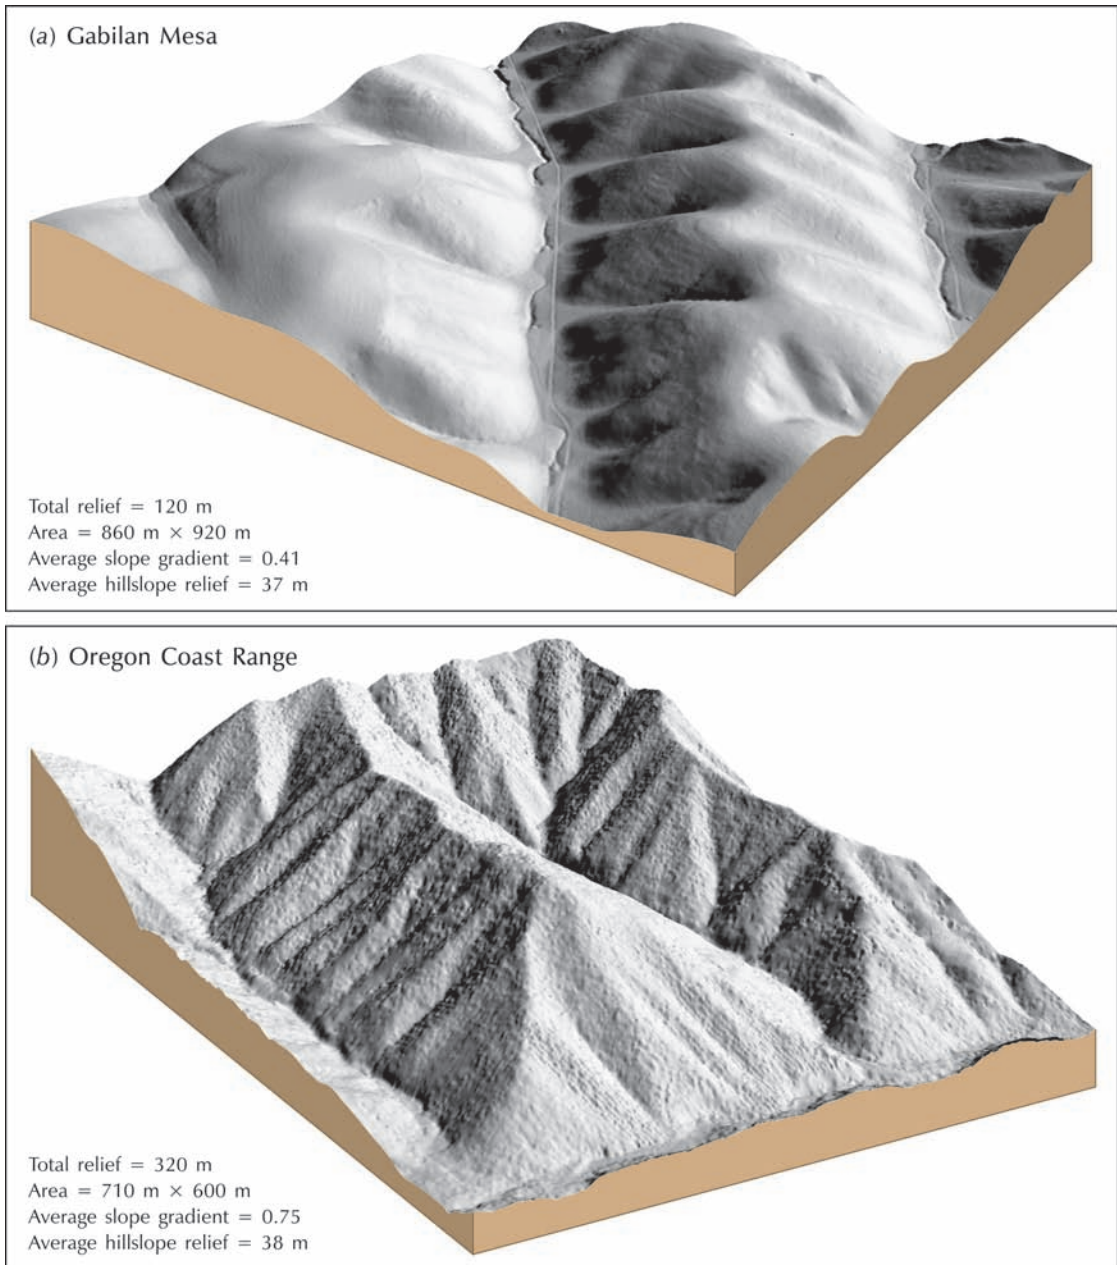 (a) Gabilan Mesa
Total relief = 120 m
Area = 860 m × 920 m
Average slope gradient = 0.41
Average hillslope relief = 37 m
(b) Oregon Coast Range
Total relief = 320 m
Area = 710 m × 600 m
Average slope gradient = 0.75
Average hillslope relief = 38 m